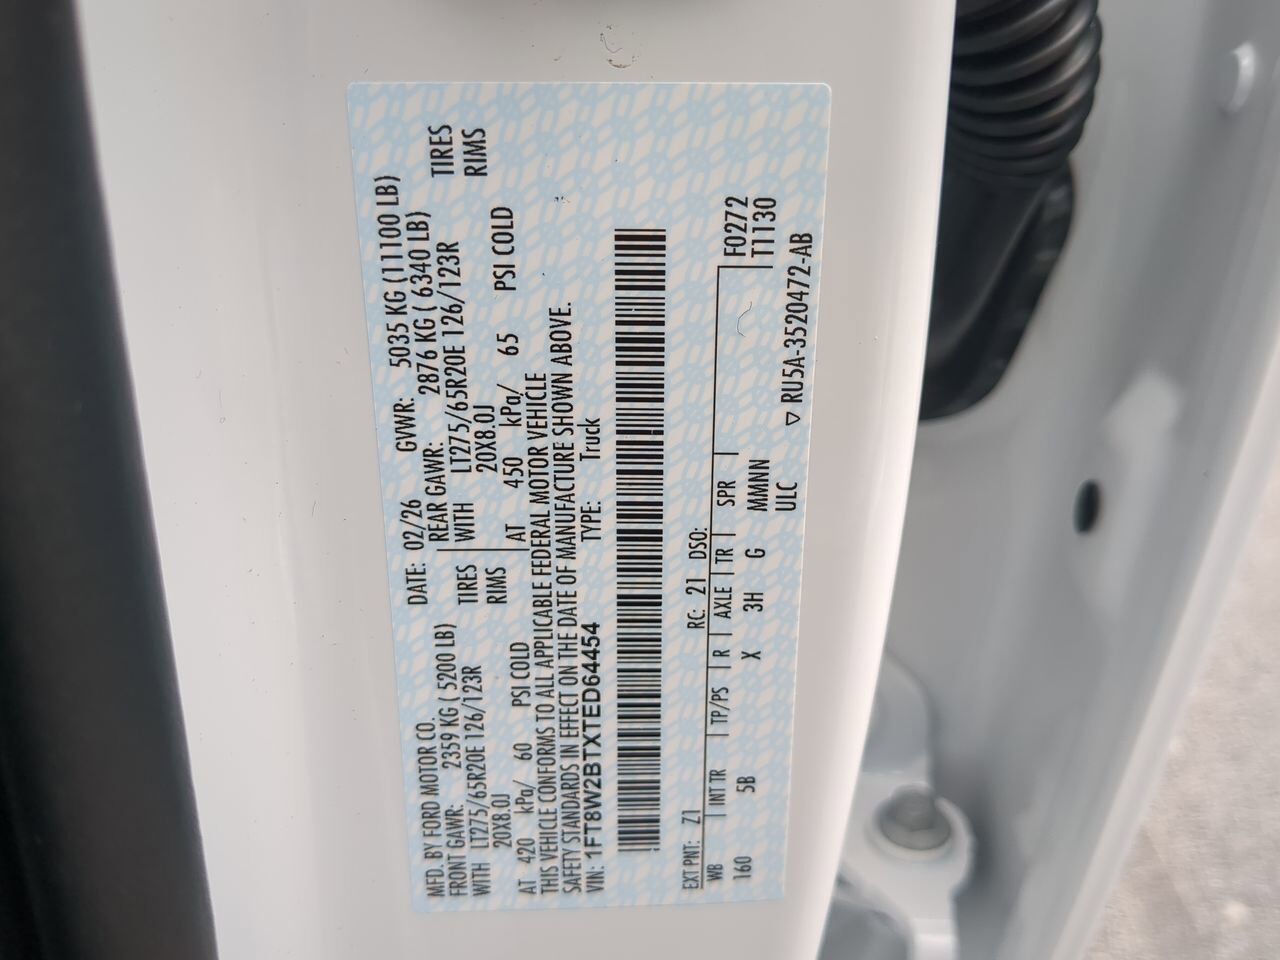 MFD. BY FORD MOTOR CO. DATE: 02/26 GVWR: 5035 KG (11100 LB)
FRONT GAWR: 2359 KG ( 5200 LB) REAR GAWR: 2876 KG ( 6340 LB)
WITH LT275/65R20E 126/123R TIRES WITH LT275/65R20E 126/123R TIRES
20X8.0J RIMS 20X8.0J RIMS
AT 420 kPa/ 60 PSI COLD AT 450 kPa/ 65 PSI COLD
THIS VEHICLE CONFORMS TO ALL APPLICABLE FEDERAL MOTOR VEHICLE
SAFETY STANDARDS IN EFFECT ON THE DATE OF MANUFACTURE SHOWN ABOVE.
VIN: 1FT8W2BTXTED64454 TYPE: Truck
EXT PNT: Z1 RC: 21 DSO:
WB INT TR TP/PS R AXLE TR SPR F0272
160 5B X 3H G MMNN T1130
ULC
▽ RU5A-3520472-AB